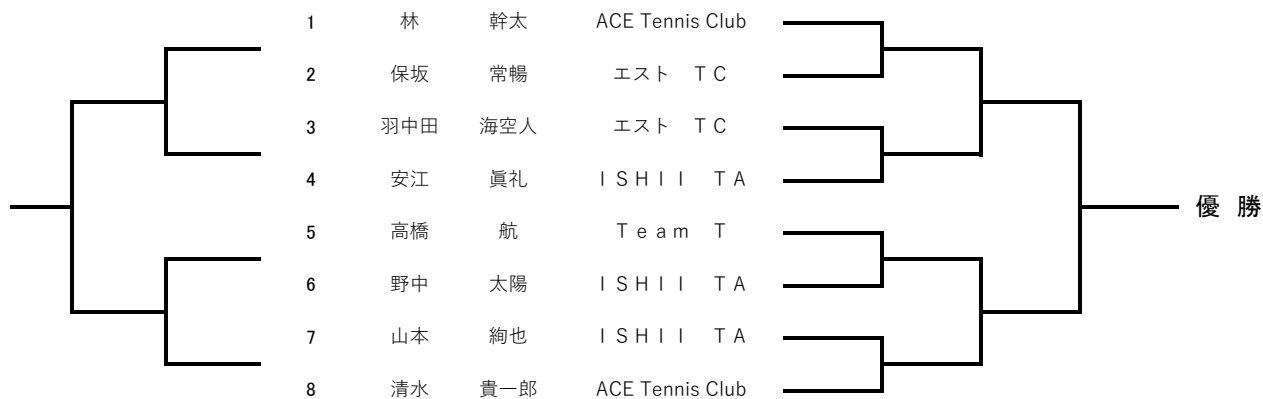 1 林 幹太 ACE Tennis Club
2 保坂 常暢 エスト　ＴＣ
3 羽中田 海空人 エスト　ＴＣ
4 安江 眞礼 ＩＳＨＩＩ　ＴＡ
優 勝
5 高橋 航 Ｔｅａｍ　Ｔ
6 野中 太陽 ＩＳＨＩＩ　ＴＡ
7 山本 絢也 ＩＳＨＩＩ　ＴＡ
8 清水 貴一郎 ACE Tennis Club